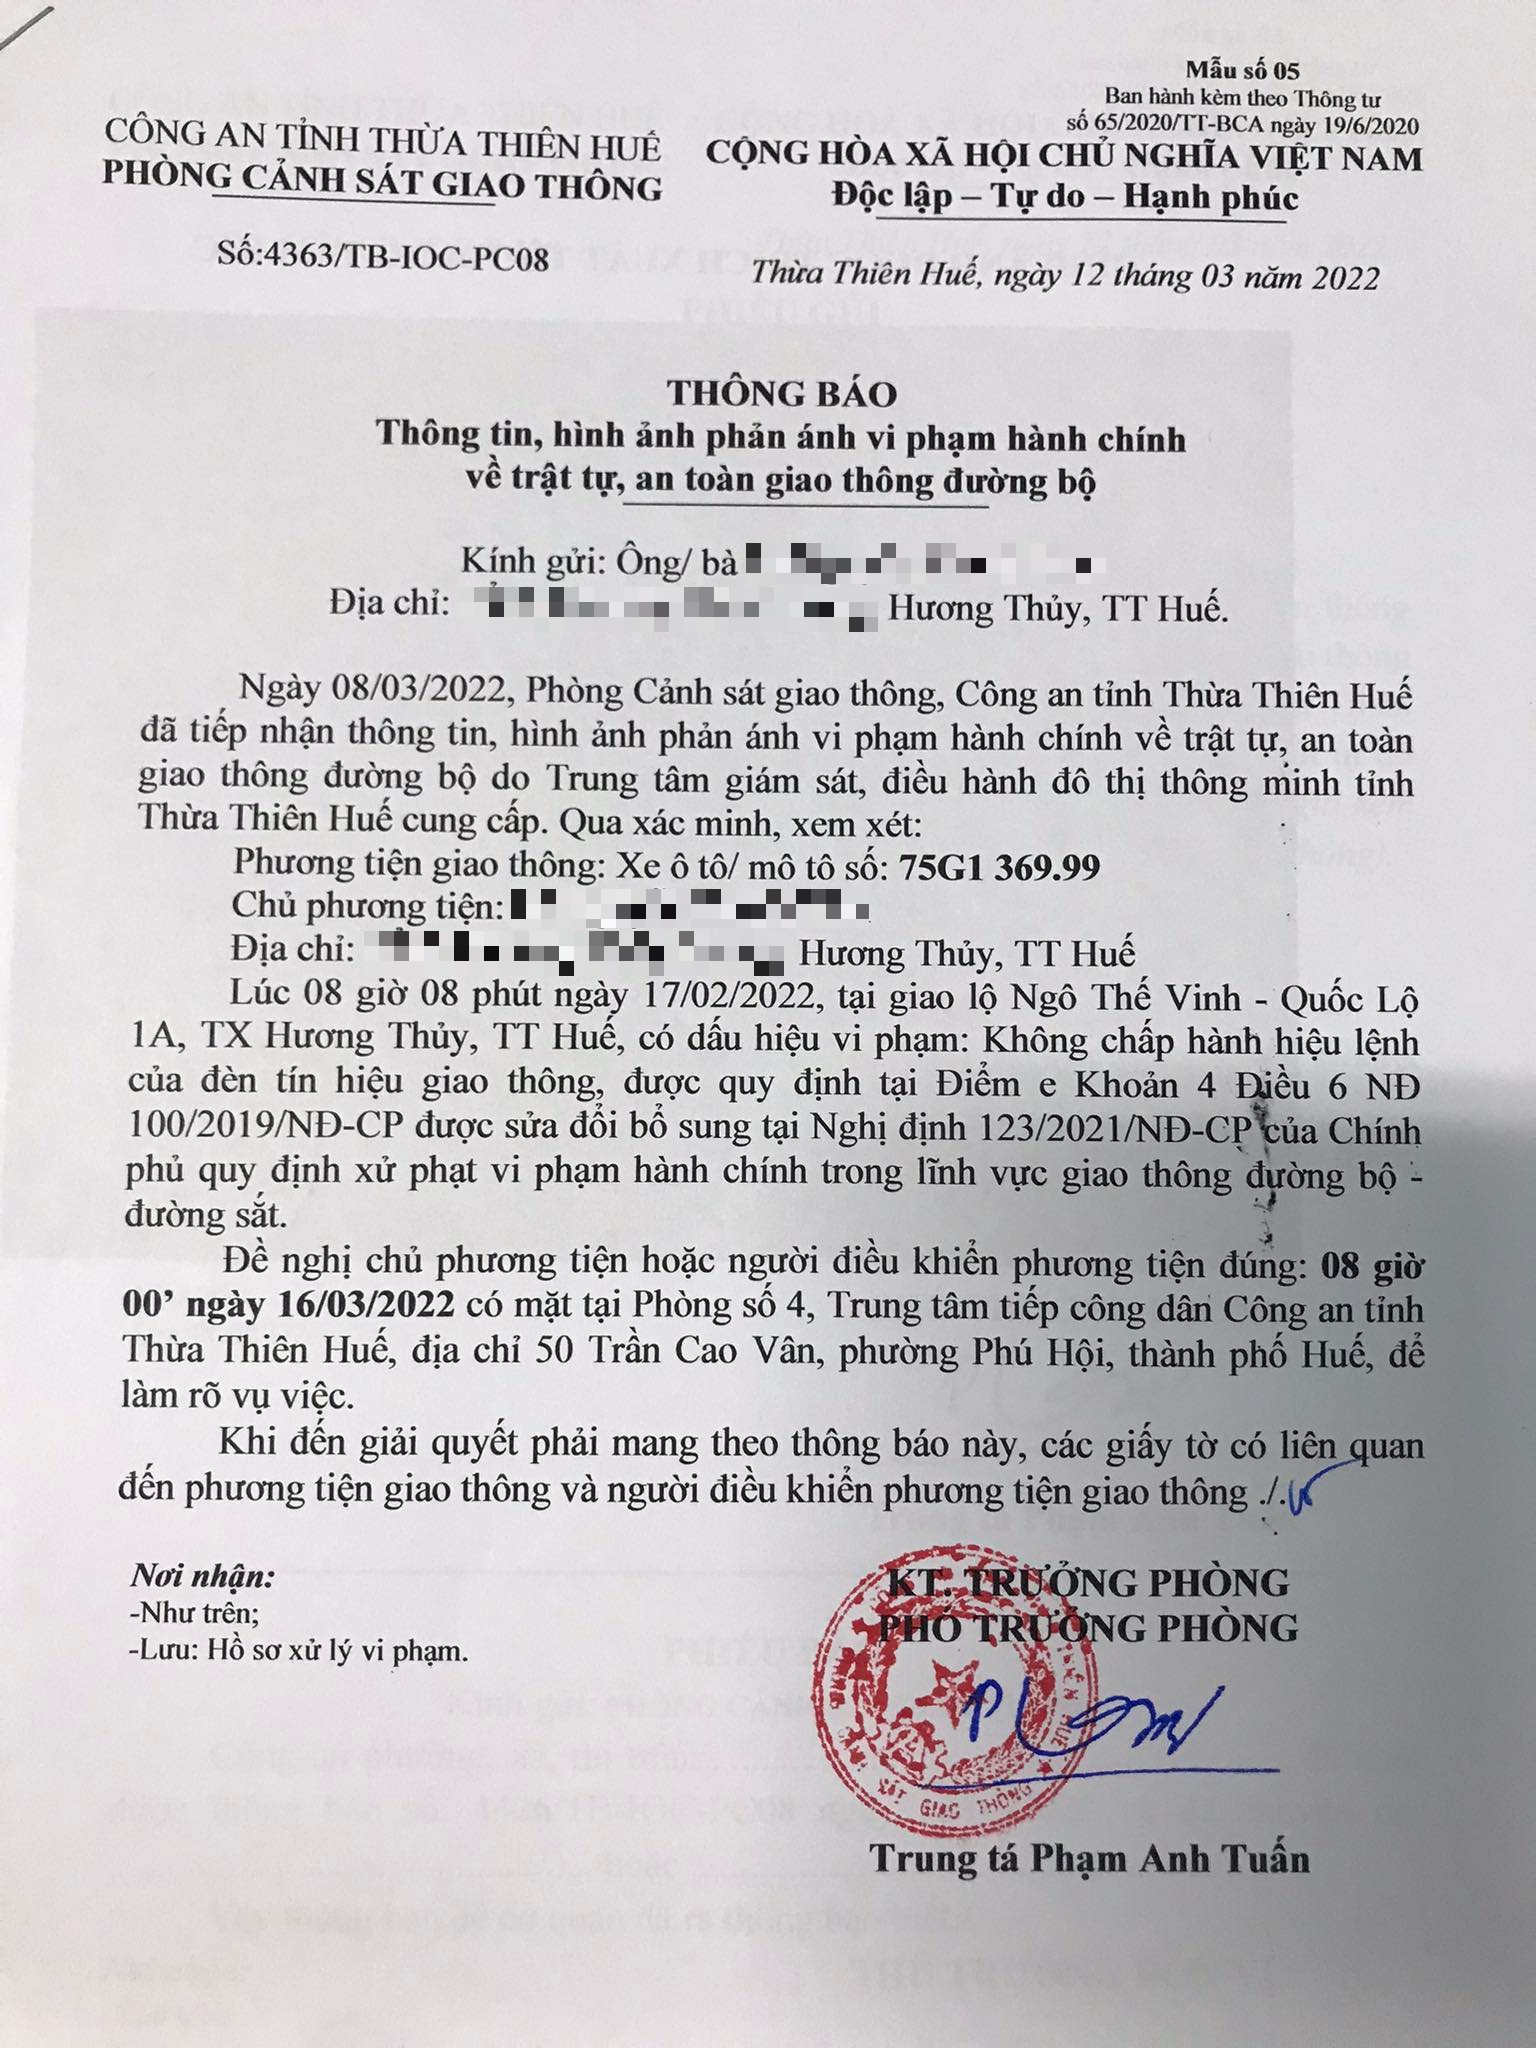 Mẫu số 05
Ban hành kèm theo Thông tư
số 65/2020/TT-BCA ngày 19/6/2020
CÔNG AN TỈNH THỪA THIÊN HUẾ
PHÒNG CẢNH SÁT GIAO THÔNG
CỘNG HÒA XÃ HỘI CHỦ NGHĨA VIỆT NAM
Độc lập – Tự do – Hạnh phúc
Số:4363/TB-IOC-PC08
Thừa Thiên Huế, ngày 12 tháng 03 năm 2022
THÔNG BÁO
Thông tin, hình ảnh phản ánh vi phạm hành chính
về trật tự, an toàn giao thông đường bộ
Kính gửi: Ông/ bà
Địa chỉ: Hương Thủy, TT Huế.
Ngày 08/03/2022, Phòng Cảnh sát giao thông, Công an tỉnh Thừa Thiên Huế
đã tiếp nhận thông tin, hình ảnh phản ánh vi phạm hành chính về trật tự, an toàn
giao thông đường bộ do Trung tâm giám sát, điều hành đô thị thông minh tỉnh
Thừa Thiên Huế cung cấp. Qua xác minh, xem xét:
Phương tiện giao thông: Xe ô tô/ mô tô số: 75G1 369.99
Chủ phương tiện:
Địa chỉ: Hương Thủy, TT Huế
Lúc 08 giờ 08 phút ngày 17/02/2022, tại giao lộ Ngô Thế Vinh - Quốc Lộ
1A, TX Hương Thủy, TT Huế, có dấu hiệu vi phạm: Không chấp hành hiệu lệnh
của đèn tín hiệu giao thông, được quy định tại Điểm e Khoản 4 Điều 6 NĐ
100/2019/NĐ-CP được sửa đổi bổ sung tại Nghị định 123/2021/NĐ-CP của Chính
phủ quy định xử phạt vi phạm hành chính trong lĩnh vực giao thông đường bộ -
đường sắt.
Đề nghị chủ phương tiện hoặc người điều khiển phương tiện đúng: 08 giờ
00’ ngày 16/03/2022 có mặt tại Phòng số 4, Trung tâm tiếp công dân Công an tỉnh
Thừa Thiên Huế, địa chỉ 50 Trần Cao Vân, phường Phú Hội, thành phố Huế, để
làm rõ vụ việc.
Khi đến giải quyết phải mang theo thông báo này, các giấy tờ có liên quan
đến phương tiện giao thông và người điều khiển phương tiện giao thông ./.
Nơi nhận:
-Như trên;
-Lưu: Hồ sơ xử lý vi phạm.
KT. TRƯỞNG PHÒNG
PHÓ TRƯỞNG PHÒNG
SÁT GIAO THÔNG
Trung tá Phạm Anh Tuấn